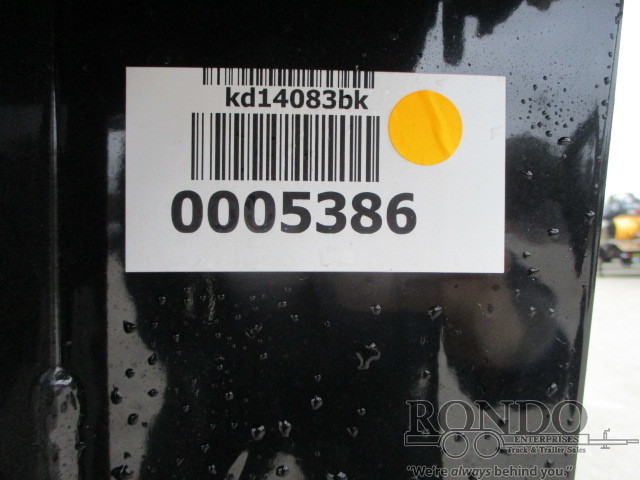 kd14083bk
0005386
RONDO
ENTERPRISES
Truck & Trailer Sales
"We're always behind you."